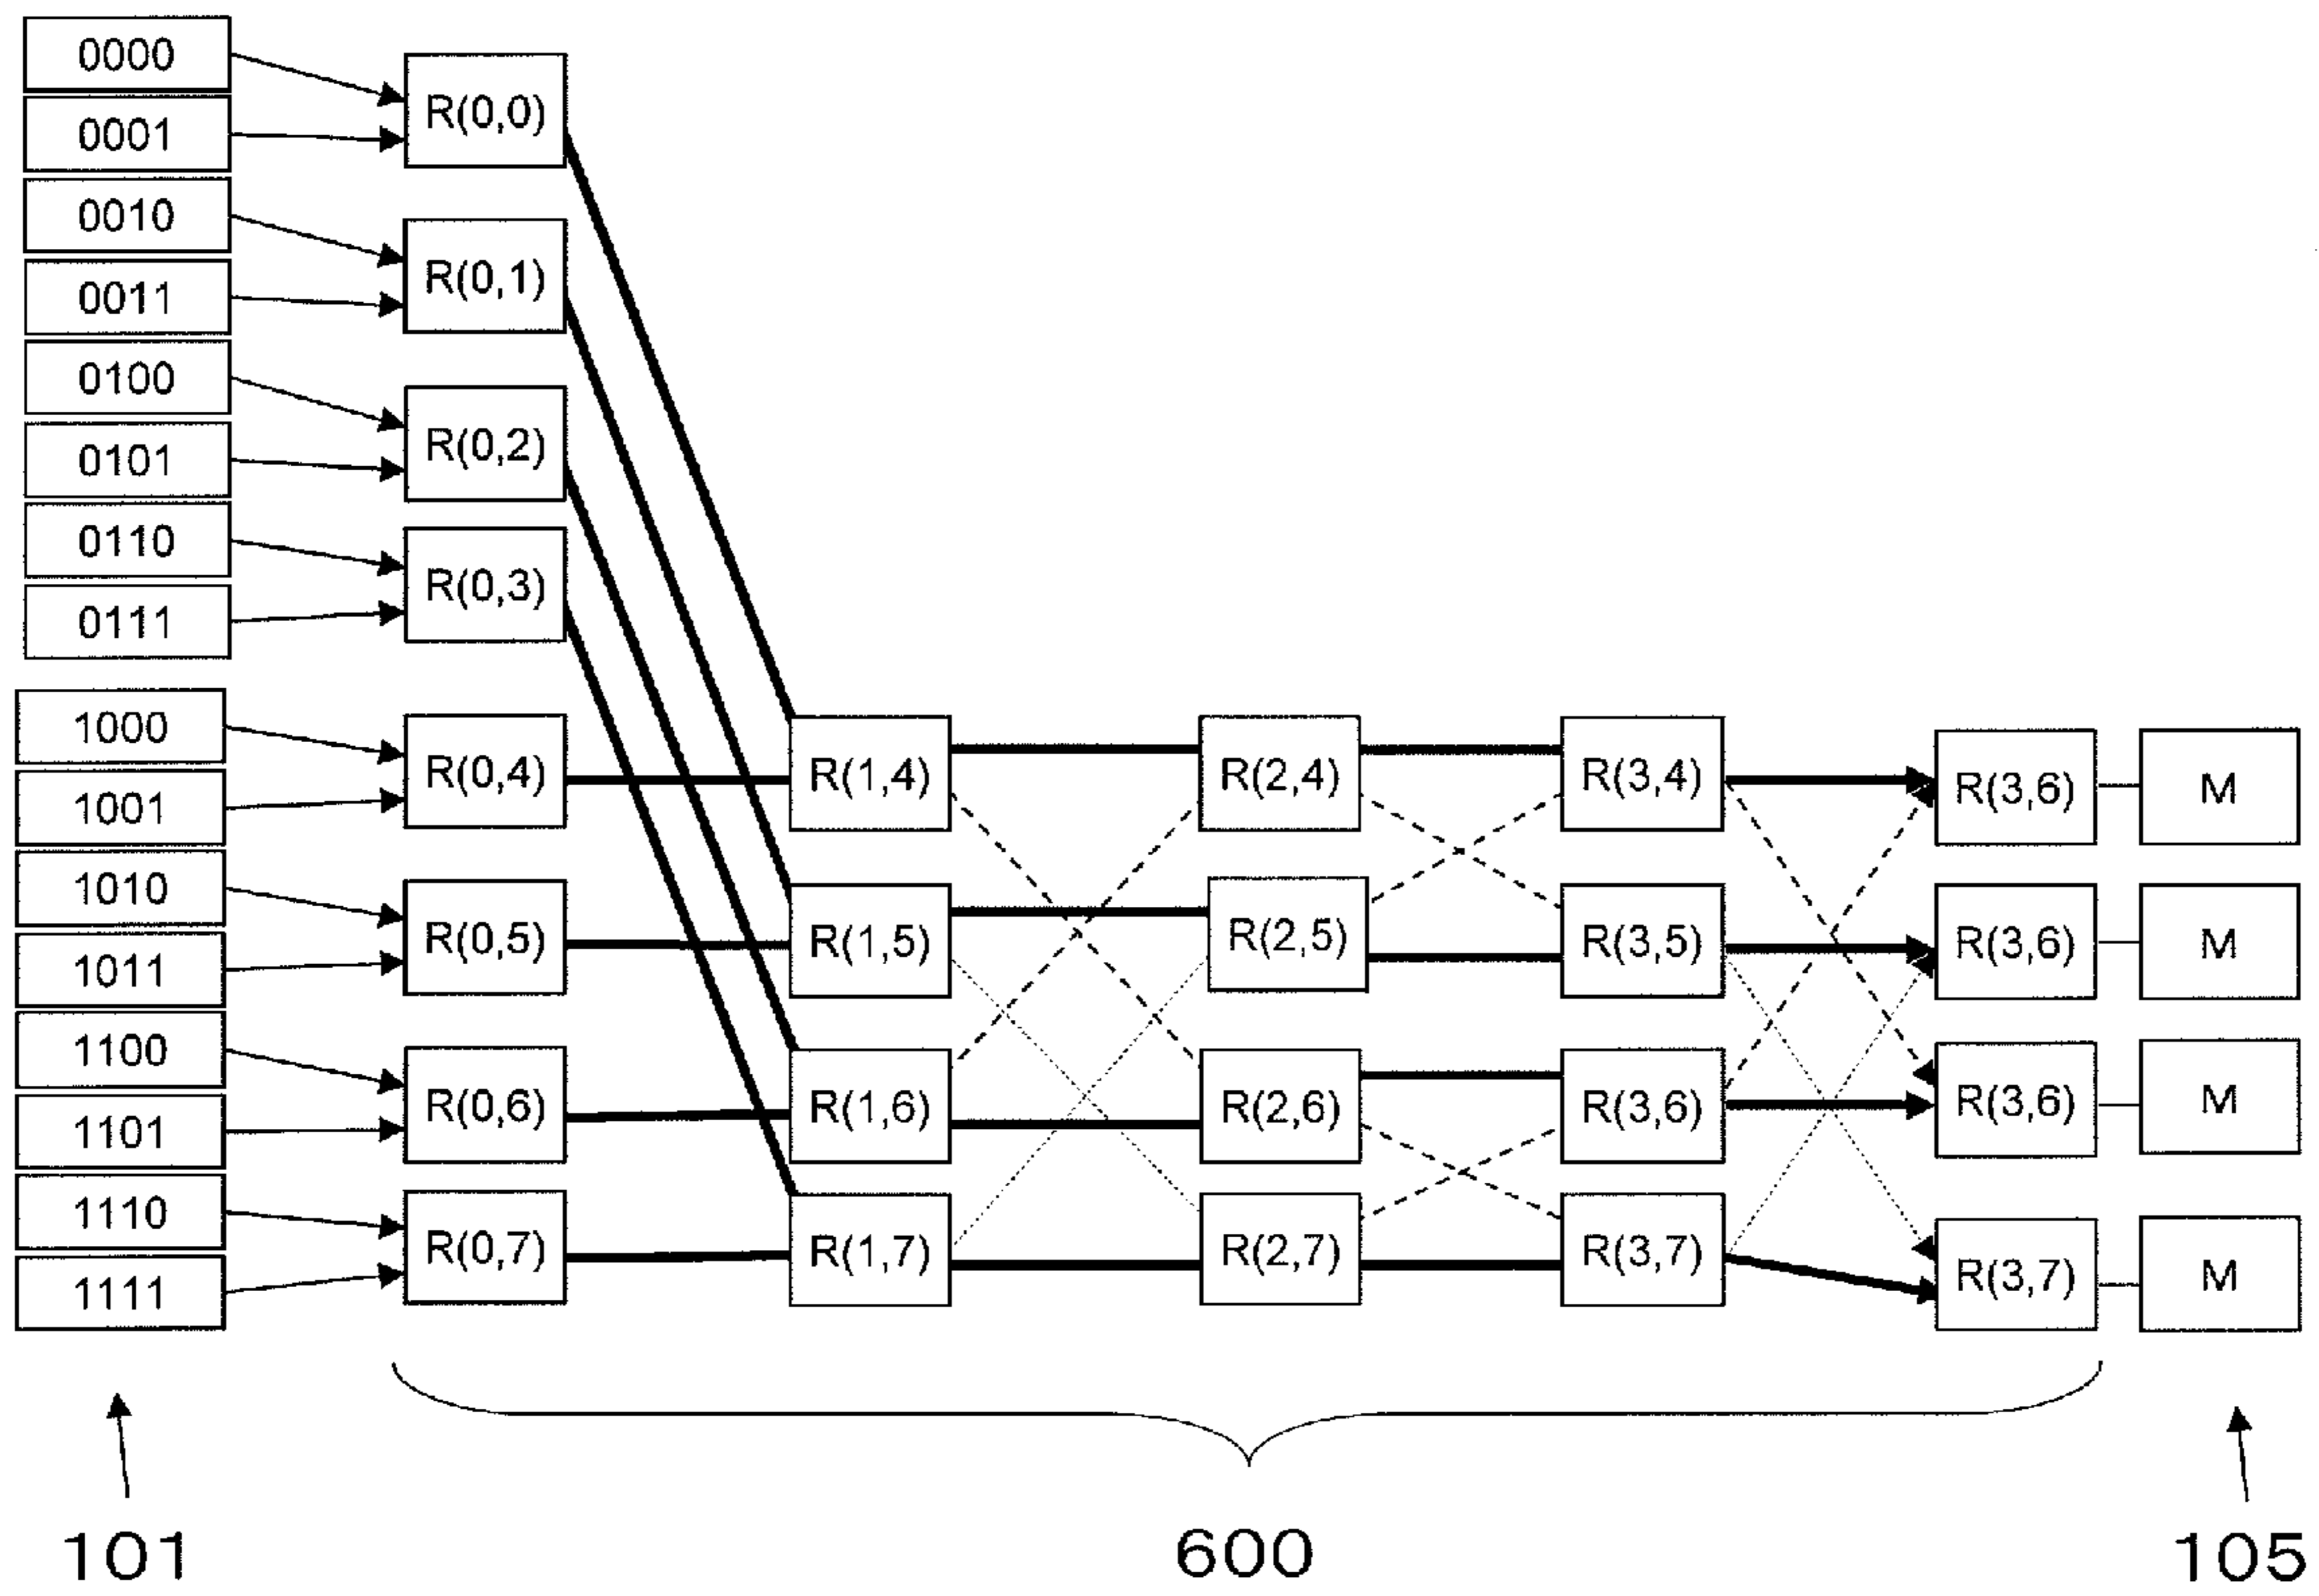 0000
0001
0010
0011
0100
0101
0110
0111
1000
1001
1010
1011
1100
1101
1110
1111
R(0,0)
R(0,1)
R(0,2)
R(0,3)
R(0,4)
R(0,5)
R(0,6)
R(0,7)
R(1,4)
R(1,5)
R(1,6)
R(1,7)
R(2,4)
R(2,5)
R(2,6)
R(2,7)
R(3,4)
R(3,5)
R(3,6)
R(3,7)
R(3,6)
R(3,6)
R(3,6)
R(3,7)
M
M
M
M
101
600
105